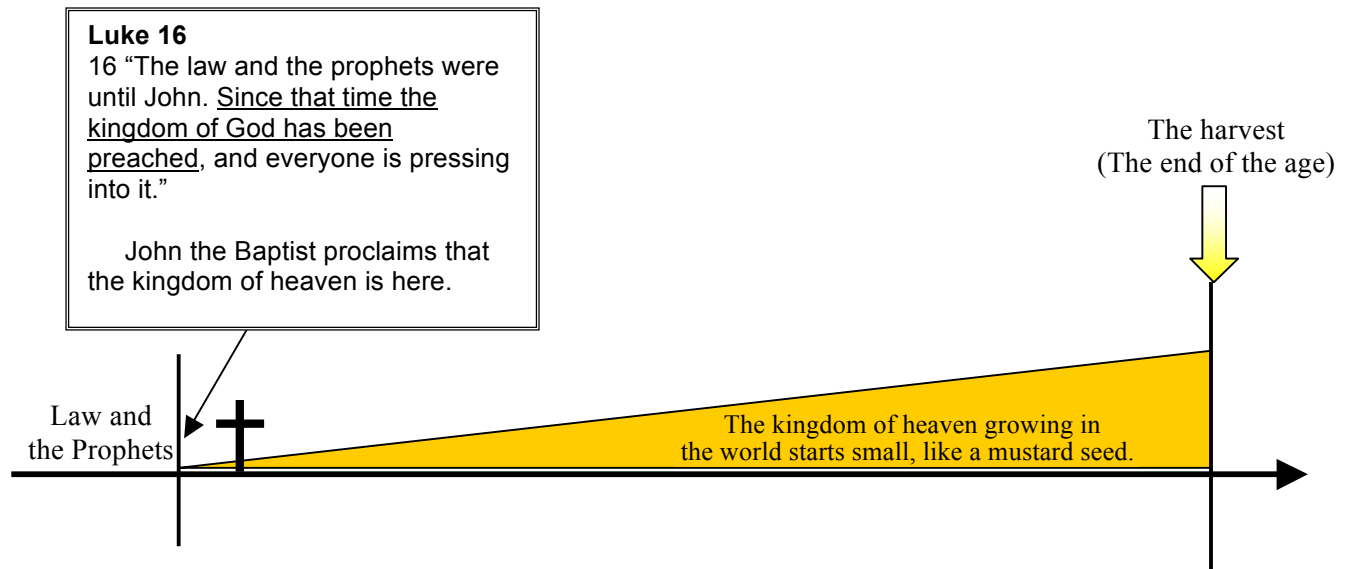 Luke 16
16 “The law and the prophets were
until John. Since that time the
kingdom of God has been
preached, and everyone is pressing
into it.”
John the Baptist proclaims that
the kingdom of heaven is here.
The harvest
(The end of the age)
Law and
the Prophets
The kingdom of heaven growing in
the world starts small, like a mustard seed.